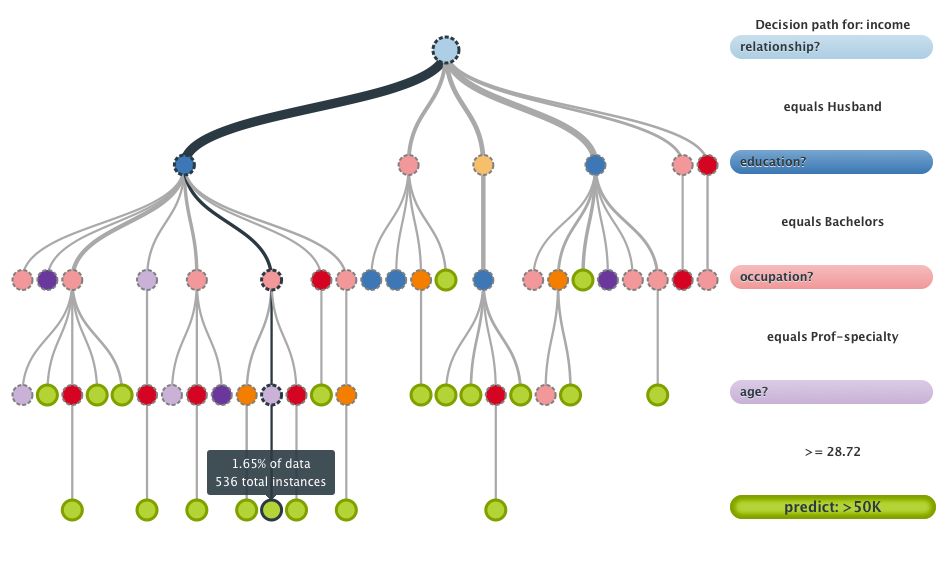 Decision path for: income
relationship?
equals Husband
education?
equals Bachelors
occupation?
equals Prof-specialty
age?
>= 28.72
1.65% of data
536 total instances
predict: >50K